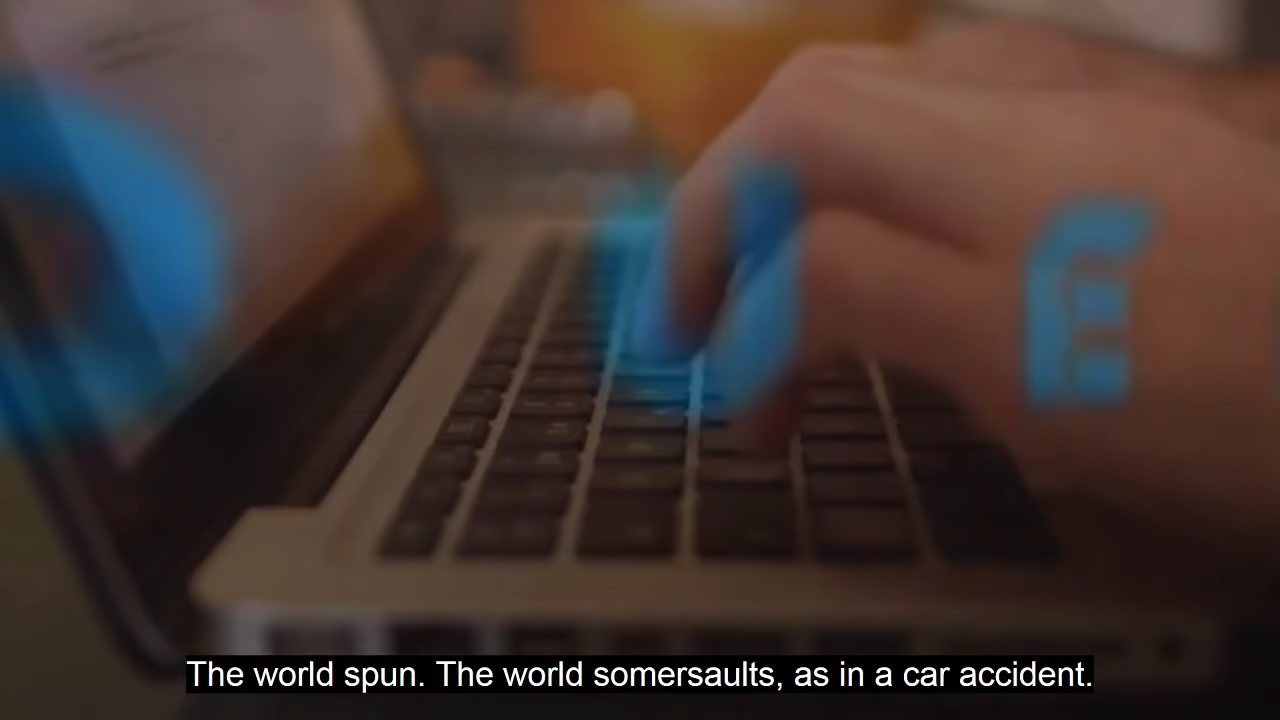 The world spun. The world somersaults, as in a car accident.